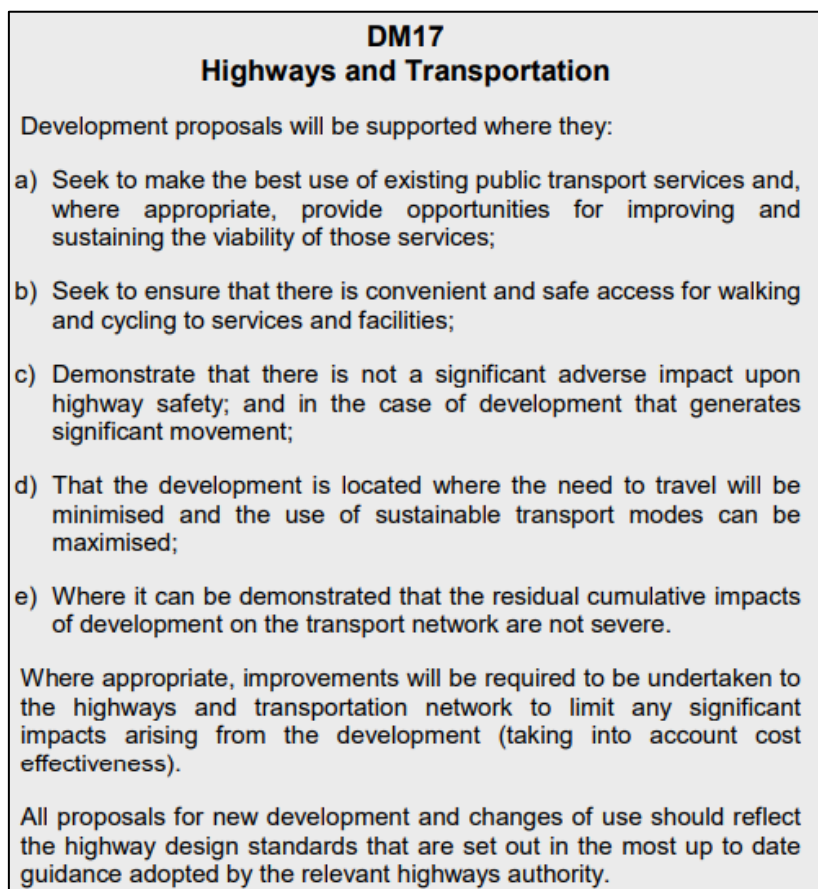 DM17
Highways and Transportation
Development proposals will be supported where they:
a) Seek to make the best use of existing public transport services and,
where appropriate, provide opportunities for improving and
sustaining the viability of those services;
b) Seek to ensure that there is convenient and safe access for walking
and cycling to services and facilities;
c) Demonstrate that there is not a significant adverse impact upon
highway safety; and in the case of development that generates
significant movement;
d) That the development is located where the need to travel will be
minimised and the use of sustainable transport modes can be
maximised;
e) Where it can be demonstrated that the residual cumulative impacts
of development on the transport network are not severe.
Where appropriate, improvements will be required to be undertaken to
the highways and transportation network to limit any significant
impacts arising from the development (taking into account cost
effectiveness).
All proposals for new development and changes of use should reflect
the highway design standards that are set out in the most up to date
guidance adopted by the relevant highways authority.